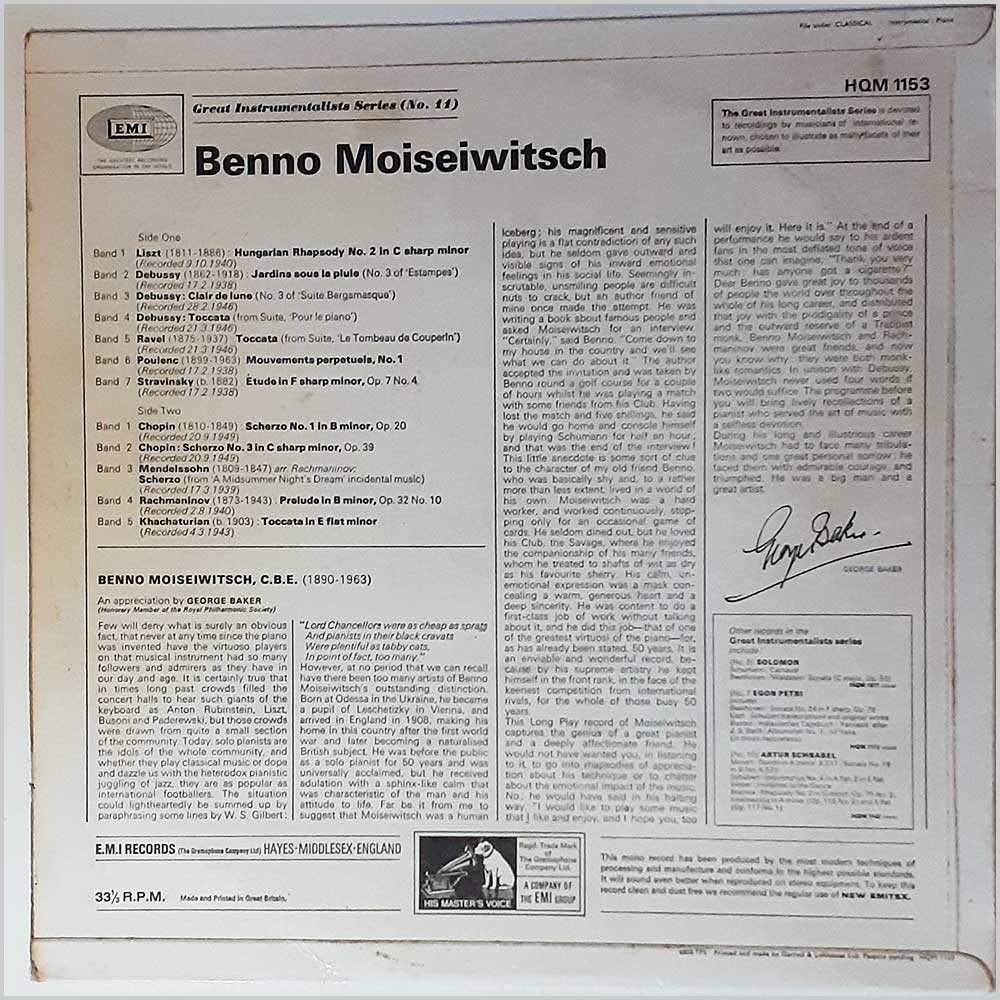 File under CLASSICAL : Instrumental : Piano
HQM 1153
EMI
THE GREATEST RECORDING
ORGANISATION IN THE WORLD
Great Instrumentalists Series (No. 11)
Benno Moiseiwitsch
The Great Instrumentalists Series is devoted
to recordings by musicians of international re-
nown, chosen to illustrate as many facets of their
art as possible.
Side One
Band 1 Liszt (1811-1886) : Hungarian Rhapsody No. 2 in C sharp minor
(Recorded 9.10.1940)
Band 2 Debussy (1862-1918) : Jardins sous la pluie (No. 3 of 'Estampes')
(Recorded 17.2.1938)
Band 3 Debussy : Clair de lune (No. 3 of 'Suite Bergamasque')
(Recorded 28.2.1946)
Band 4 Debussy : Toccata (from Suite, 'Pour le piano')
(Recorded 21.3.1946)
Band 5 Ravel (1875-1937) : Toccata (from Suite, 'Le Tombeau de Couperin')
(Recorded 21.3.1946)
Band 6 Poulenc (1899-1963) : Mouvements perpetuels, No. 1
(Recorded 17.2.1938)
Band 7 Stravinsky (b. 1882) : Étude in F sharp minor, Op. 7 No. 4
(Recorded 17.2.1938)
Side Two
Band 1 Chopin (1810-1849) : Scherzo No. 1 in B minor, Op. 20
(Recorded 20.9.1949)
Band 2 Chopin : Scherzo No. 3 in C sharp minor, Op. 39
(Recorded 20.9.1949)
Band 3 Mendelssohn (1809-1847) arr. Rachmaninov:
Scherzo (from 'A Midsummer Night's Dream' incidental music)
(Recorded 17.3.1939)
Band 4 Rachmaninov (1873-1943) : Prelude in B minor, Op. 32 No. 10
(Recorded 2.8.1940)
Band 5 Khachaturian (b. 1903) : Toccata in E flat minor
(Recorded 4.3.1943)
BENNO MOISEIWITSCH, C.B.E. (1890-1963)
An appreciation by GEORGE BAKER
(Honorary Member of the Royal Philharmonic Society)
Few will deny what is surely an obvious
fact, that never at any time since the piano
was invented have the virtuoso players
on that musical instrument had so many
followers and admirers as they have in
our day and age. It is certainly true that
in times long past crowds filled the
concert halls to hear such giants of the
keyboard as Anton Rubinstein, Liszt,
Busoni and Paderewski, but those crowds
were drawn from quite a small section
of the community. Today, solo pianists are
the idols of the whole community, and
whether they play classical music or dope
and dazzle us with the heterodox pianistic
juggling of jazz, they are as popular as
international footballers. The situation
could lightheartedly be summed up by
paraphrasing some lines by W. S. Gilbert:
"Lord Chancellors were as cheap as sprats
And pianists in their black cravats
Were plentiful as tabby cats,
In point of fact, too many."
However, at no period that we can recall
have there been too many artists of Benno
Moiseiwitsch's outstanding distinction.
Born at Odessa in the Ukraine, he became
a pupil of Leschetizky in Vienna, and
arrived in England in 1908, making his
home in this country after the first world
war and later becoming a naturalised
British subject. He was before the public
as a solo pianist for 50 years and was
universally acclaimed, but he received
adulation with a sphinx-like calm that
was characteristic of the man and his
attitude to life. Far be it from me to
suggest that Moiseiwitsch was a human
iceberg; his magnificent and sensitive
playing is a flat contradiction of any such
idea, but he seldom gave outward and
visible signs of his inward emotional
feelings in his social life. Seemingly in-
scrutable, unsmiling people are difficult
nuts to crack, but an author friend of
mine once made the attempt. He was
writing a book about famous people and
asked Moiseiwitsch for an interview.
"Certainly," said Benno. "Come down to
my house in the country and we'll see
what we can do about it." The author
accepted the invitation and was taken by
Benno round a golf course for a couple
of hours whilst he was playing a match
with some friends from his Club. Having
lost the match and five shillings, he said
he would go home and console himself
by playing Schumann for half an hour;
and that was the end of the interview!
This little anecdote is some sort of clue
to the character of my old friend Benno,
who was basically shy and, to a rather
more than less extent, lived in a world of
his own. Moiseiwitsch was a hard
worker, and worked continuously, stop-
ping only for an occasional game of
cards. He seldom dined out, but he loved
his Club, the Savage, where he enjoyed
the companionship of his many friends,
whom he treated to shafts of wit as dry
as his favourite sherry. His calm, un-
emotional expression was a mask con-
cealing a warm, generous heart and a
deep sincerity. He was content to do a
first-class job of work without talking
about it, and he did this job—that of one
of the greatest virtuosi of the piano—for,
as has already been stated, 50 years. It is
an enviable and wonderful record, be-
cause by his supreme artistry he kept
himself in the front rank, in the face of the
keenest competition from international
rivals, for the whole of those busy 50
years.
This Long Play record of Moiseiwitsch
captures the genius of a great pianist
and a deeply affectionate friend. He
would not have wanted you, in listening
to it, to go into rhapsodies of apprecia-
tion about his technique or to chatter
about the emotional impact of the music.
No; he would have said in his halting
way, "I would like to play some music
that I like and enjoy, and I hope you, too
will enjoy it. Here it is." At the end of a
performance he would say to his ardent
fans in the most deflated tone of voice
that one can imagine, "Thank you very
much; has anyone got a cigarette?"
Dear Benno gave great joy to thousands
of people the world over throughout the
whole of his long career, and distributed
that joy with the prodigality of a prince
and the outward reserve of a Trappist
monk. Benno Moiseiwitsch and Rach-
maninov were great friends, and now
you know why: they were both monk-
like romantics. In unison with Debussy,
Moiseiwitsch never used four words if
two would suffice. The programme before
you will bring lively recollections of a
pianist who served the art of music with
a selfless devotion.
During his long and illustrious career
Moiseiwitsch had to face many tribula-
tions and one great personal sorrow; he
faced them with admirable courage, and
triumphed. He was a big man and a
great artist.
George Baker
GEORGE BAKER
Other records in the
Great Instrumentalists series
include:
(No. 3) SOLOMON
Schumann: Carnaval
HQM 1077
EGON PETRI
includes
Beethoven: Sonata No. 24 in F sharp, Op. 78
(No. 10) ARTUR SCHNABEL
HQM 1142
E.M.I RECORDS (The Gramophone Company Ltd) HAYES · MIDDLESEX · ENGLAND
33⅓ R.P.M. Made and Printed in Great Britain.
HIS MASTER'S VOICE
Regd. Trade Mark
of The Gramophone
Company Ltd.
A COMPANY OF
THE EMI GROUP
This mono record has been produced by the most modern techniques of
processing and manufacture and conforms to the highest possible standards.
It will sound even better when reproduced on stereo equipment. To keep this
record clean and dust free we recommend the regular use of NEW EMITEX.
Printed and made by Garrod & Lofthouse Ltd. Patents pending HQM 1153